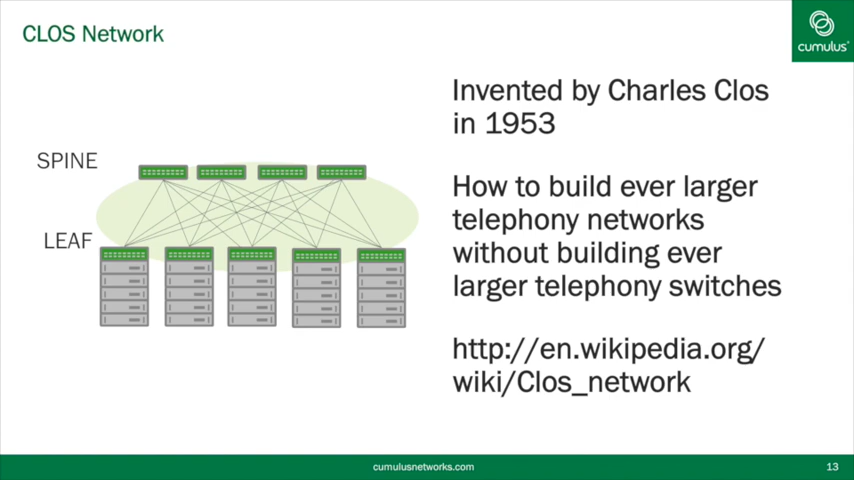 CLOS Network
cumulus
Invented by Charles Clos
in 1953
SPINE
How to build ever larger
telephony networks
without building ever
larger telephony switches
LEAF
http://en.wikipedia.org/
wiki/Clos_network
cumulusnetworks.com
13